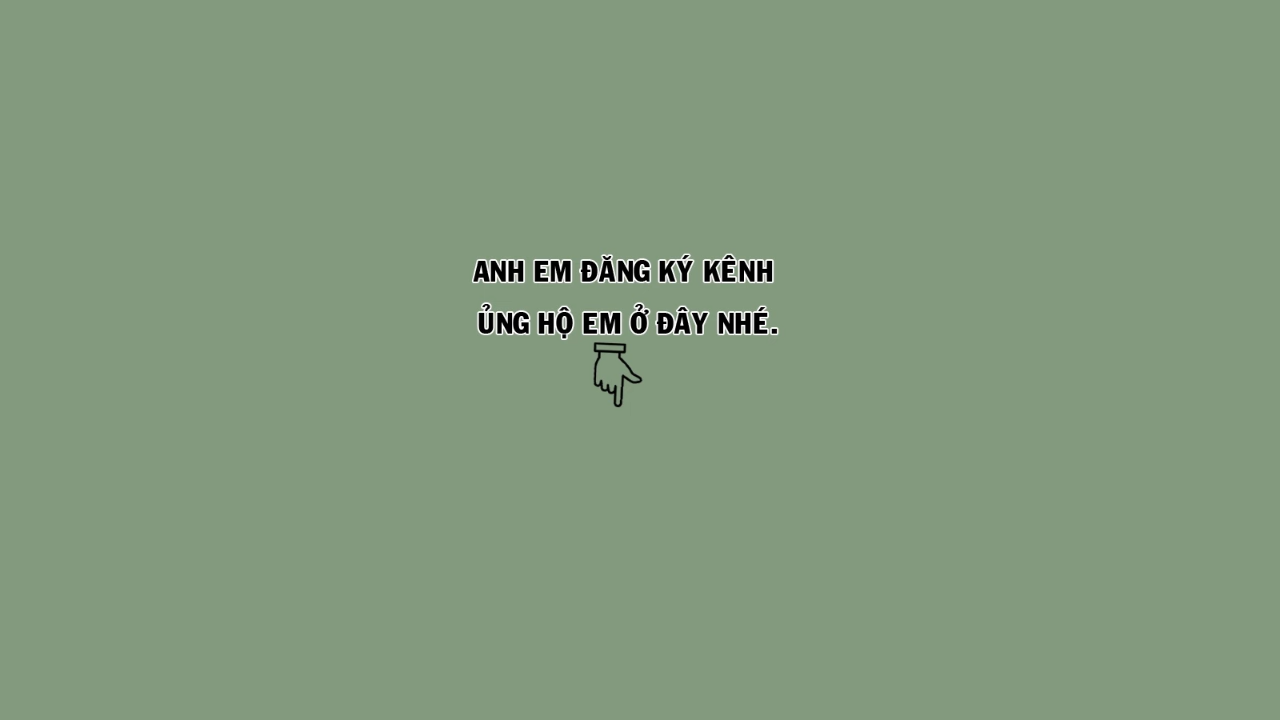 ANH EM ĐĂNG KÝ KÊNH
ỦNG HỘ EM Ở ĐÂY NHÉ.